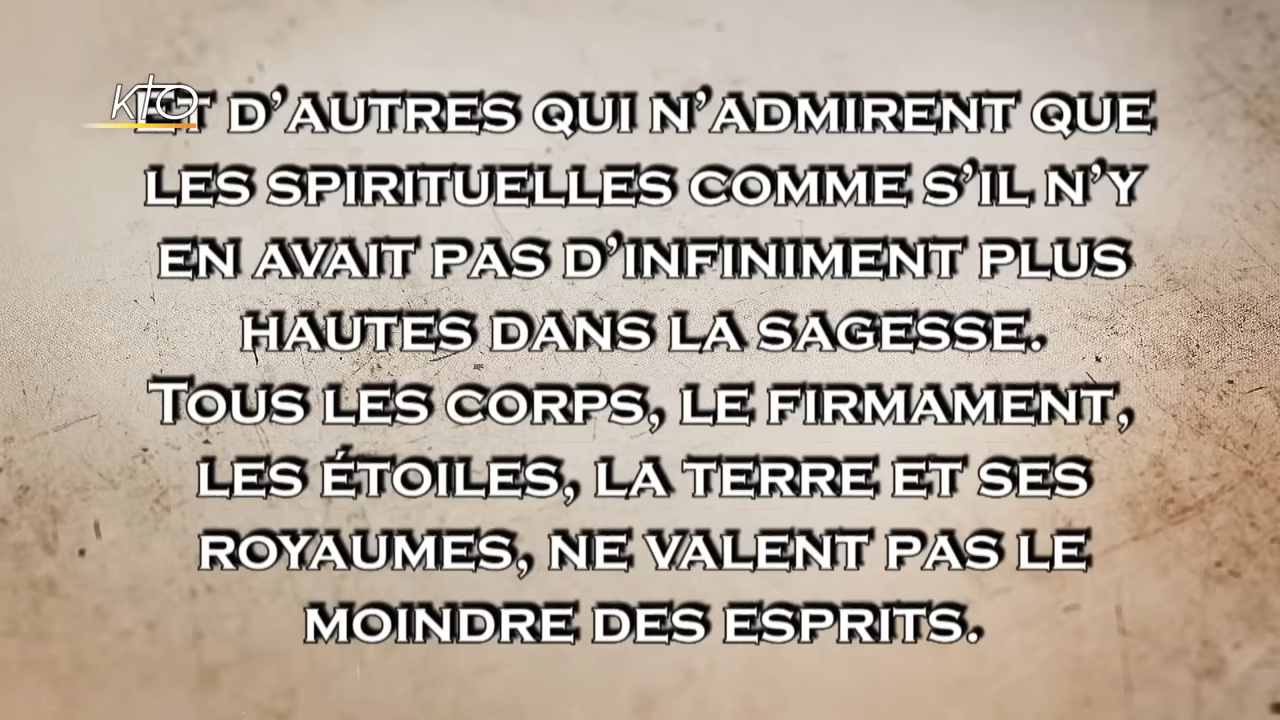 KTO
ET D’AUTRES QUI N’ADMIRENT QUE
LES SPIRITUELLES COMME S’IL N’Y
EN AVAIT PAS D’INFINIMENT PLUS
HAUTES DANS LA SAGESSE.
TOUS LES CORPS, LE FIRMAMENT,
LES ÉTOILES, LA TERRE ET SES
ROYAUMES, NE VALENT PAS LE
MOINDRE DES ESPRITS.